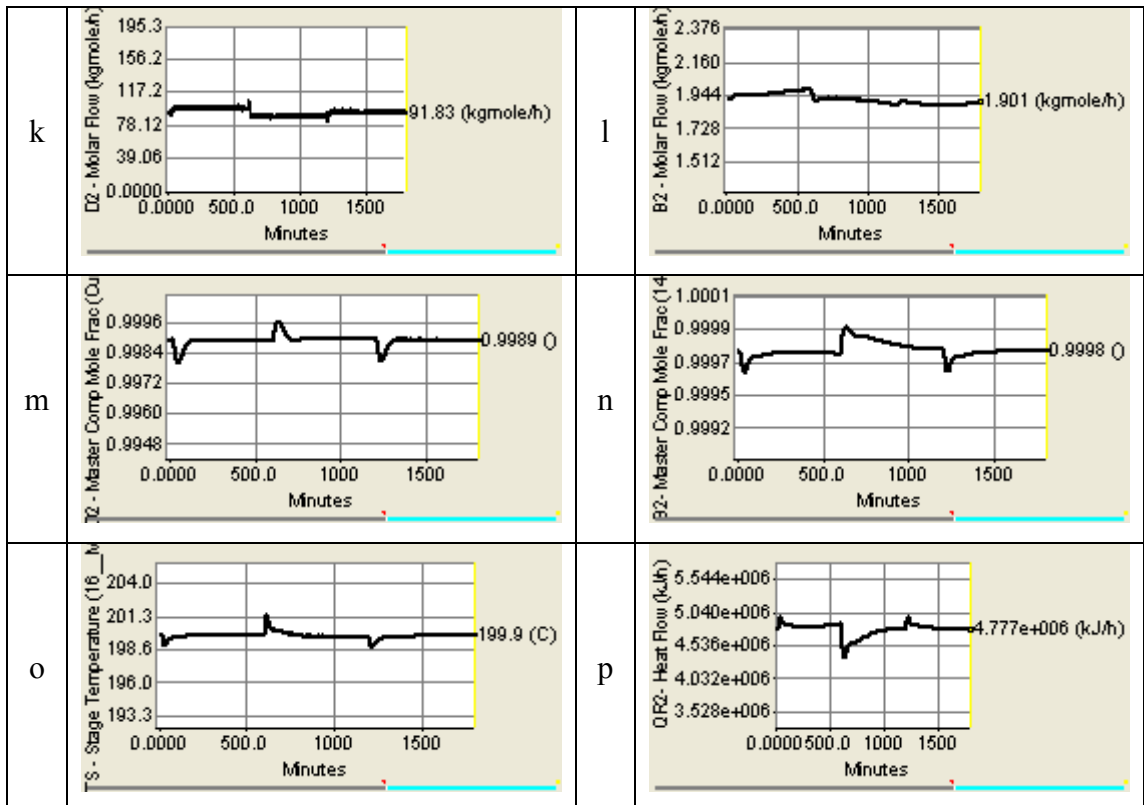 k
D2 - Molar Flow (kgmole/h)
195.3
156.2
117.2
78.12
39.06
0.0000
0.0000 500.0 1000 1500
Minutes
91.83 (kgmole/h)
l
B2 - Molar Flow (kgmole/h)
2.376
2.160
1.944
1.728
1.512
0.0000 500.0 1000 1500
Minutes
1.901 (kgmole/h)
m
D2 - Master Comp Mole Frac (Cu
0.9996
0.9984
0.9972
0.9960
0.9948
0.0000 500.0 1000 1500
Minutes
0.9989 ()
n
B2 - Master Comp Mole Frac (14
1.0001
0.9999
0.9997
0.9995
0.9992
0.0000 500.0 1000 1500
Minutes
0.9998 ()
o
TS - Stage Temperature (16__M
204.0
201.3
198.6
196.0
193.3
0.0000 500.0 1000 1500
Minutes
199.9 (C)
p
QR2 - Heat Flow (kJ/h)
5.544e+006
5.040e+006
4.536e+006
4.032e+006
3.528e+006
0.0000 500.0 1000 1500
Minutes
4.777e+006 (kJ/h)